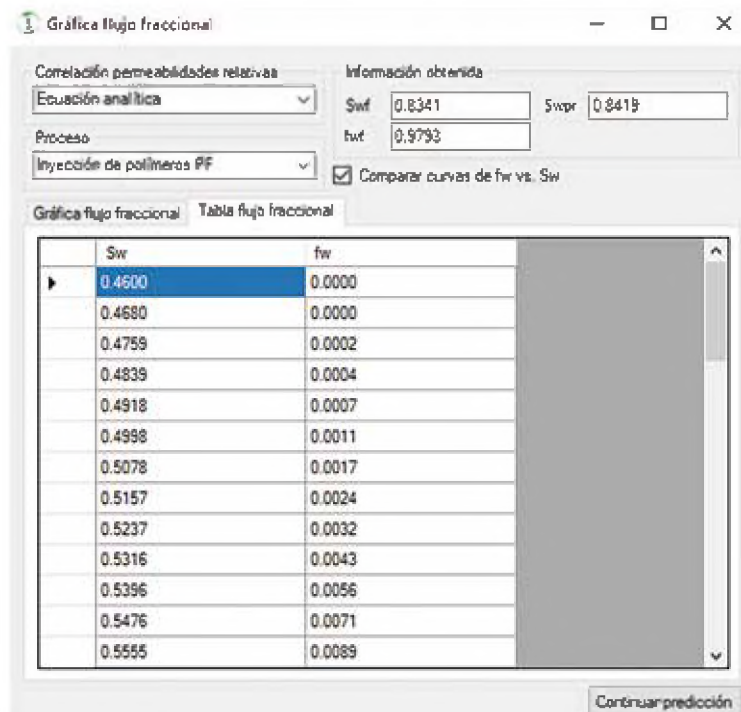 Gráfica flujo fraccional
Correlación permeabilidades relativas
Ecuación analítica
Proceso
Inyección de polímeros PF
Información obtenida
Swf 0.8341 Swpr 0.8419
fwf 0.9793
Comparar curvas de fw vs. Sw
Gráfica flujo fraccional Tabla flujo fraccional
Sw fw
0.4600 0.0000
0.4680 0.0000
0.4759 0.0002
0.4839 0.0004
0.4918 0.0007
0.4998 0.0011
0.5078 0.0017
0.5157 0.0024
0.5237 0.0032
0.5316 0.0043
0.5396 0.0056
0.5476 0.0071
0.5555 0.0089
Continuar predicción